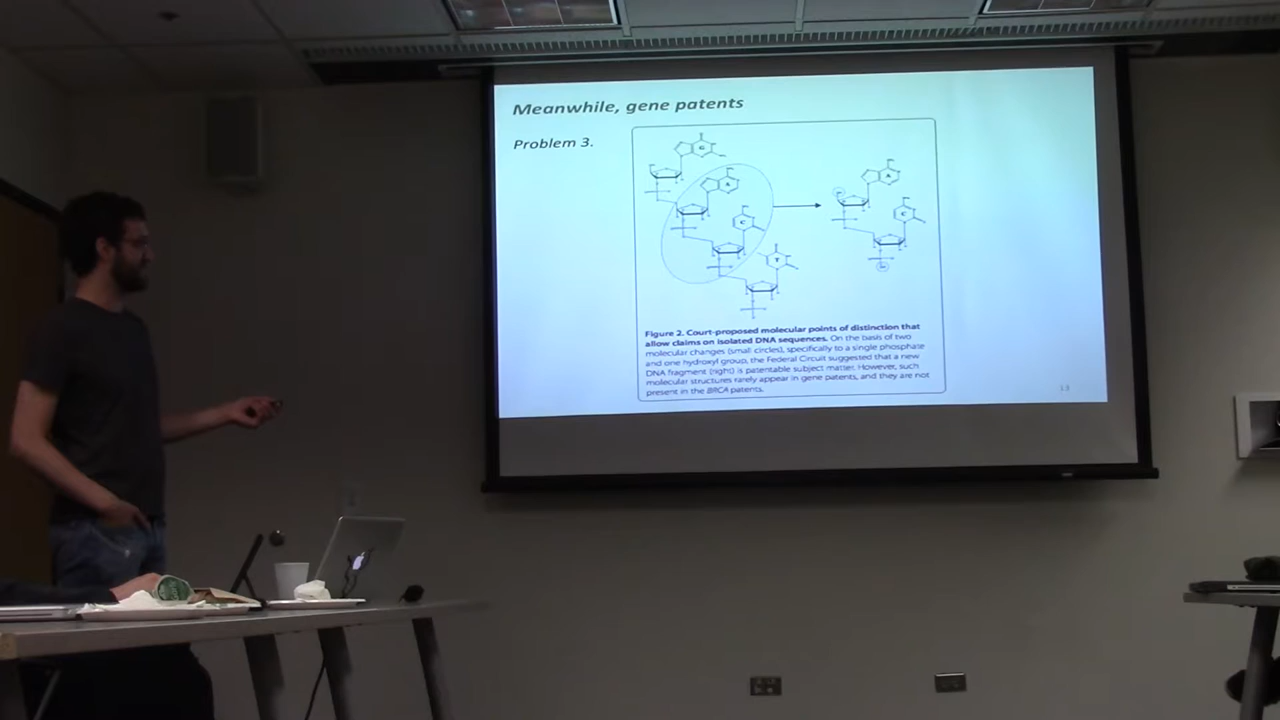 Meanwhile, gene patents
Problem 3.
G
A
A
C
C
T
Figure 2. Court-proposed molecular points of distinction that
allow claims on isolated DNA sequences. On the basis of two
molecular changes (small circles), specifically to a single phosphate
and one hydroxyl group, the Federal Circuit suggested that a new
DNA fragment (right) is patentable subject matter. However, such
molecular structures rarely appear in gene patents, and they are not
present in the BRCA patents.
13